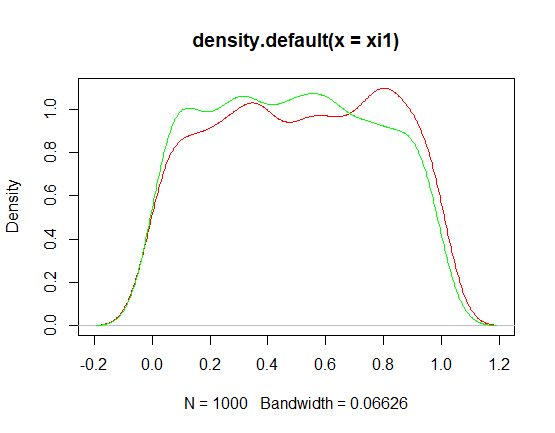 density.default(x = xi1)
Density
0.0 0.2 0.4 0.6 0.8 1.0
-0.2 0.0 0.2 0.4 0.6 0.8 1.0 1.2
N = 1000 Bandwidth = 0.06626